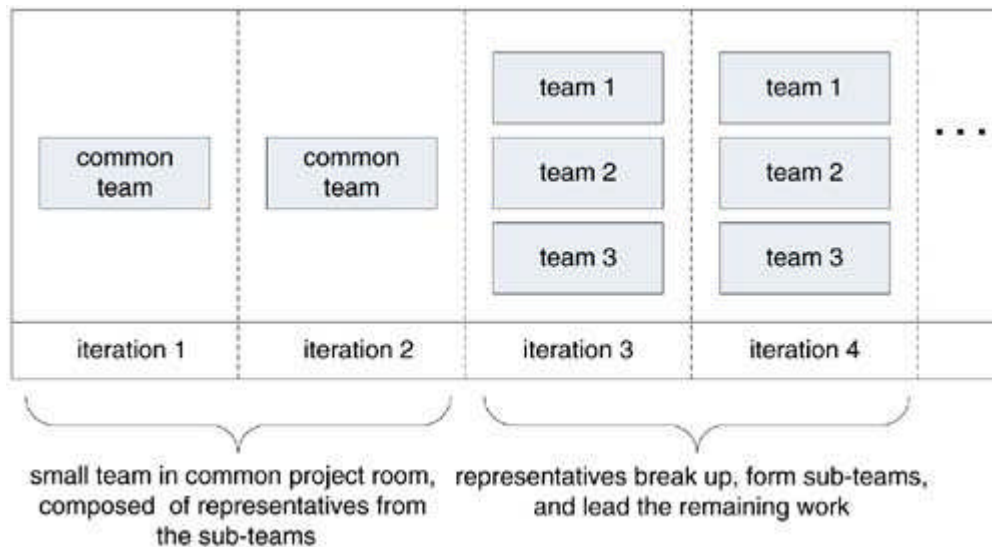 common
team
common
team
team 1
team 2
team 3
team 1
team 2
team 3
...
iteration 1
iteration 2
iteration 3
iteration 4
small team in common project room,
composed of representatives from
the sub-teams
representatives break up, form sub-teams,
and lead the remaining work